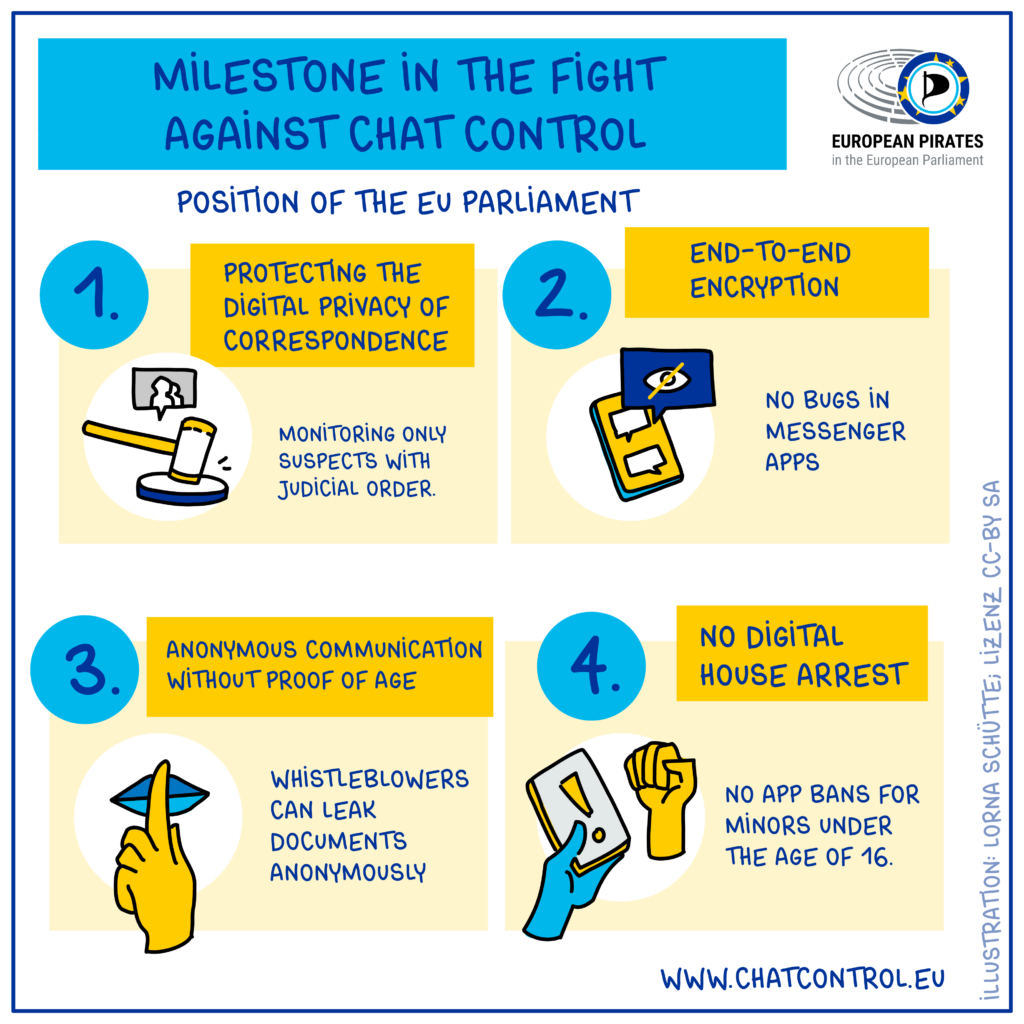 MILESTONE IN THE FIGHT
AGAINST CHAT CONTROL
EUROPEAN PIRATES
in the European Parliament
POSITION OF THE EU PARLIAMENT
1.
PROTECTING THE
DIGITAL PRIVACY OF
CORRESPONDENCE
MONITORING ONLY
SUSPECTS WITH
JUDICIAL ORDER.
2.
END-TO-END
ENCRYPTION
NO BUGS IN
MESSENGER
APPS
3.
ANONYMOUS COMMUNICATION
WITHOUT PROOF OF AGE
WHISTLEBLOWERS
CAN LEAK
DOCUMENTS
ANONYMOUSLY
4.
NO DIGITAL
HOUSE ARREST
NO APP BANS FOR
MINORS UNDER
THE AGE OF 16.
WWW.CHATCONTROL.EU
ILLUSTRATION: LORNA SCHÜTTE; LIZENZ CC-BY SA